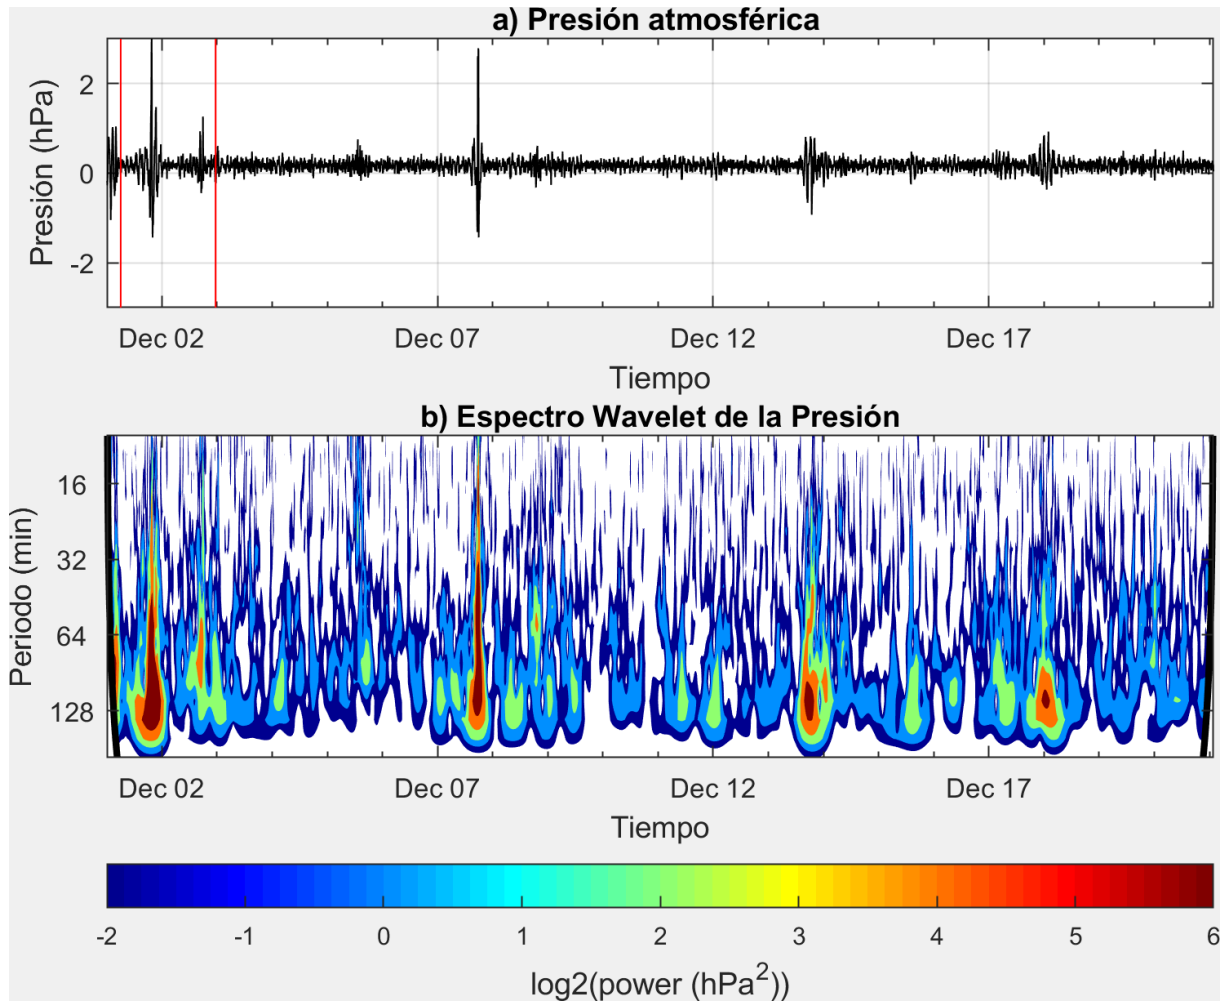 a) Presión atmosférica
Presión (hPa)
2
0
-2
Dec 02 Dec 07 Dec 12 Dec 17
Tiempo
b) Espectro Wavelet de la Presión
Periodo (min)
16
32
64
128
Dec 02 Dec 07 Dec 12 Dec 17
Tiempo
-2 -1 0 1 2 3 4 5 6
log2(power (hPa²))